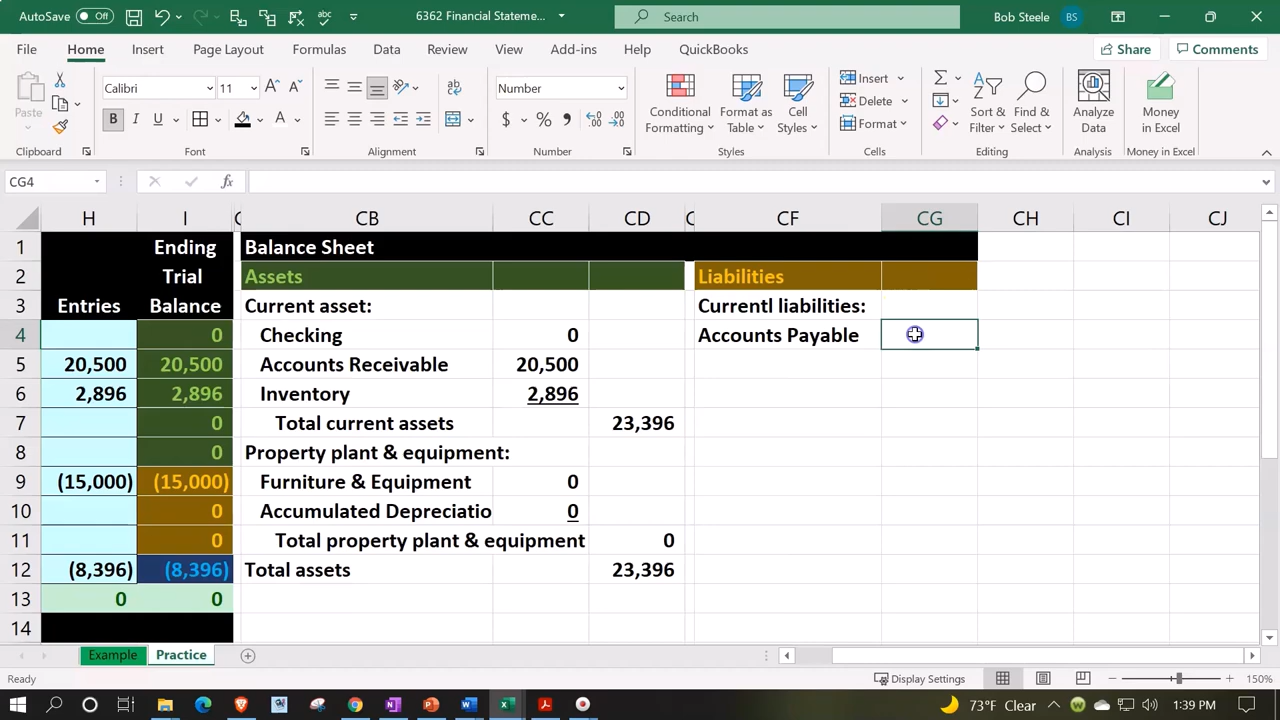 AutoSave Off 6362 Financial Stateme... Search Bob Steele BS
File Home Insert Page Layout Formulas Data Review View Add-ins Help QuickBooks Share Comments
Paste Calibri 11 A A Number Conditional Formatting Format as Table Cell Styles Insert Delete Format Sort & Filter Find & Select Analyze Data Money in Excel
B I U A $ %
Clipboard Font Alignment Number Styles Cells Editing Analysis Money in Excel
CG4 fx
H I C CB CC CD C CF CG CH CI CJ
1 Ending Balance Sheet
2 Trial Assets Liabilities
3 Entries Balance Current asset: Currentl liabilities:
4 0 Checking 0 Accounts Payable
5 20,500 20,500 Accounts Receivable 20,500
6 2,896 2,896 Inventory 2,896
7 0 Total current assets 23,396
8 0 Property plant & equipment:
9 (15,000) (15,000) Furniture & Equipment 0
10 0 Accumulated Depreciatio 0
11 0 Total property plant & equipment 0
12 (8,396) (8,396) Total assets 23,396
13 0 0
14
Example Practice
Ready Display Settings 150%
73°F Clear 1:39 PM